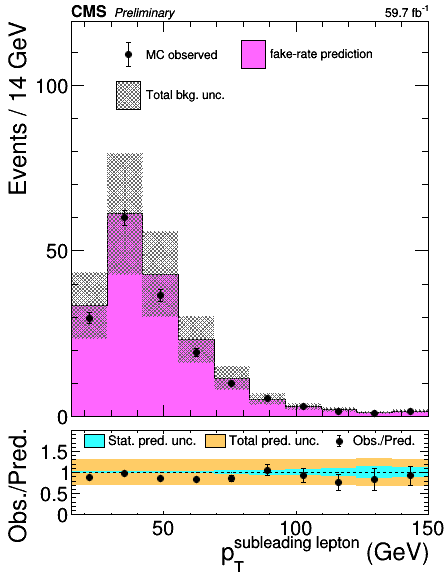 CMS Preliminary 59.7 fb⁻¹
MC observed fake-rate prediction
Total bkg. unc.
Events / 14 GeV
100
50
0
Stat. pred. unc. Total pred. unc. Obs./Pred.
Obs./Pred.
1.5
1
0.5
0
50 100 150
p_T^subleading lepton (GeV)